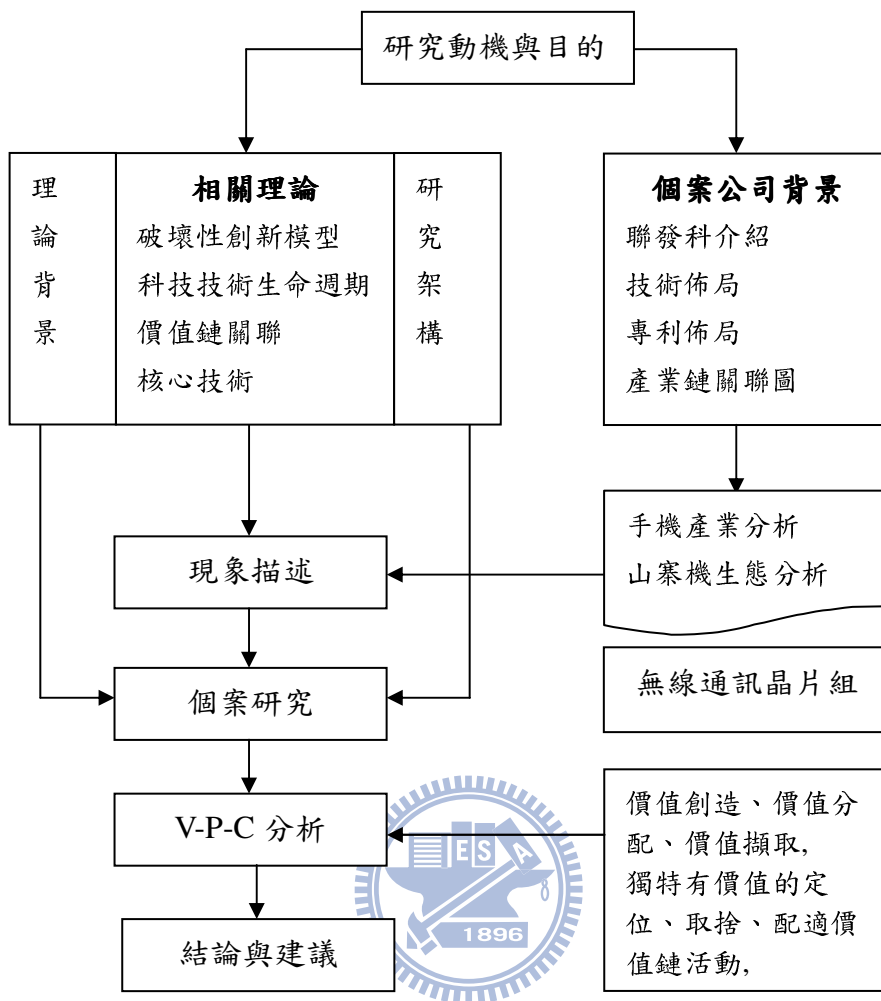 研究動機與目的
理論背景
相關理論
破壞性創新模型
科技技術生命週期
價值鏈關聯
核心技術
研究架構
個案公司背景
聯發科介紹
技術佈局
專利佈局
產業鏈關聯圖
手機產業分析
山寨機生態分析
現象描述
無線通訊晶片組
個案研究
V-P-C 分析
價值創造、價值分
配、價值擷取,
獨特有價值的定
位、取捨、配適價
值鏈活動,
結論與建議
E S
A
1896